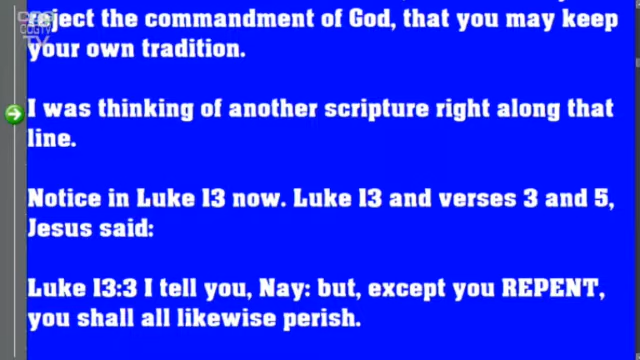 reject the commandment of God, that you may keep
your own tradition.
I was thinking of another scripture right along that
line.
Notice in Luke 13 now. Luke 13 and verses 3 and 5,
Jesus said:
Luke 13:3 I tell you, Nay: but, except you REPENT,
you shall all likewise perish.